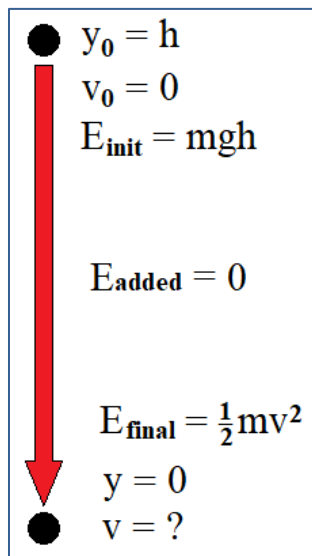 y₀ = h
v₀ = 0
E_init = mgh
E_added = 0
E_final = ½mv²
y = 0
v = ?